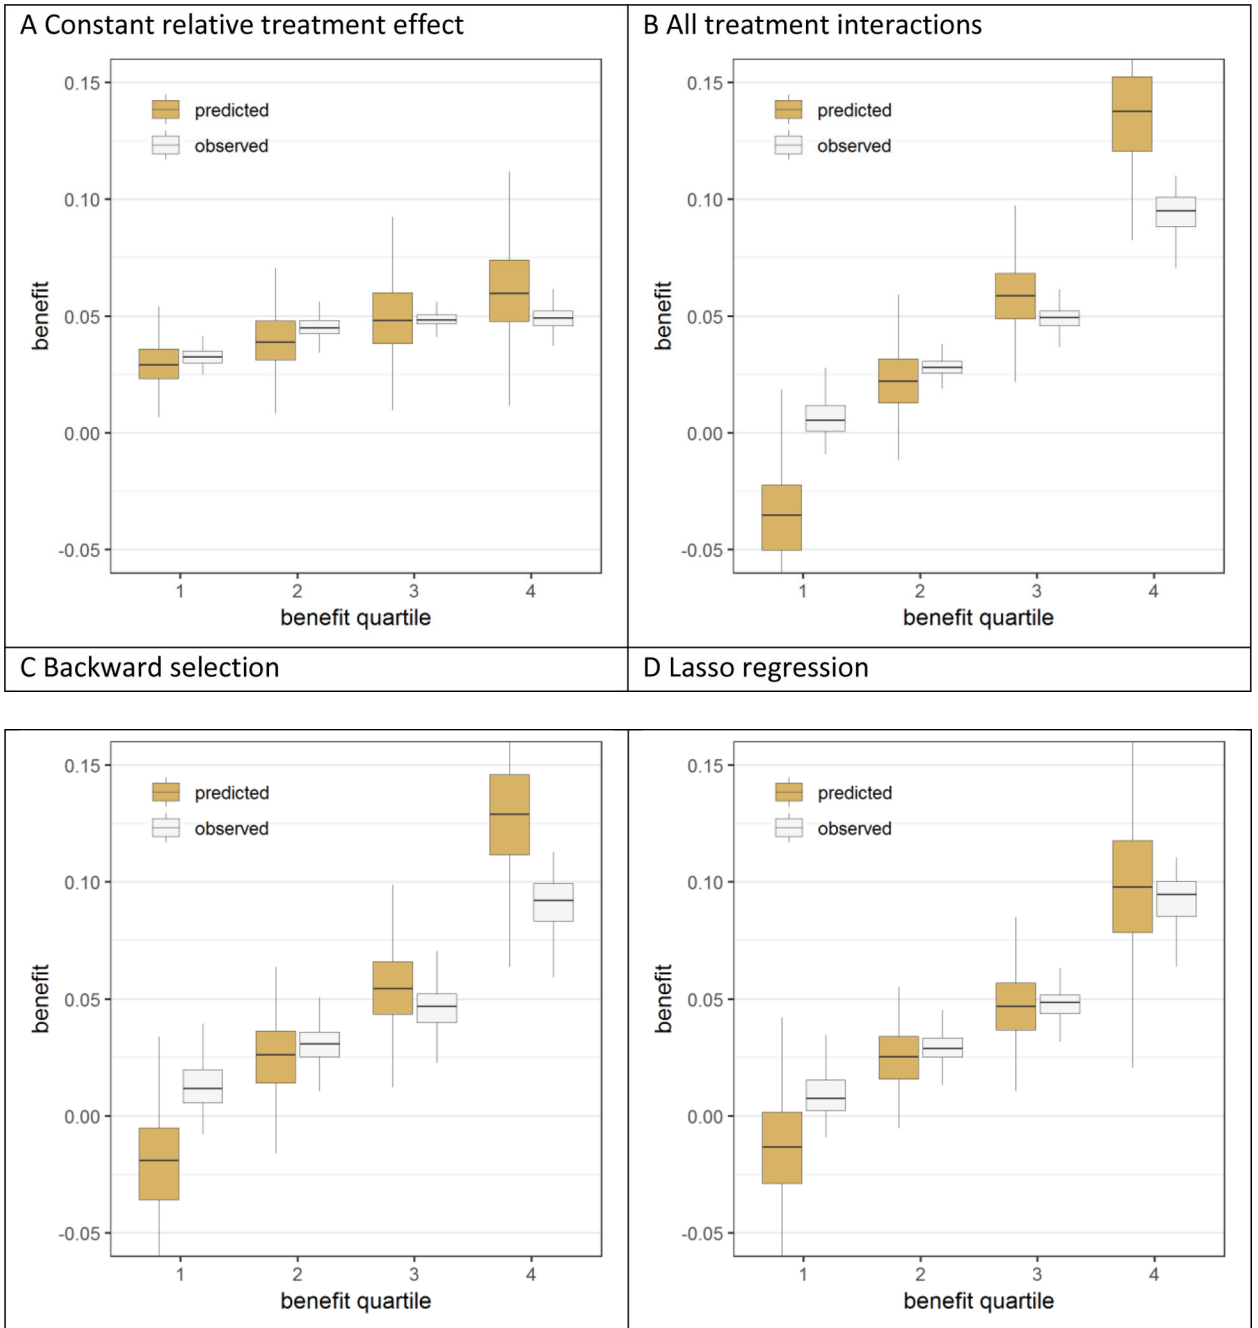 A Constant relative treatment effect
0.15
predicted
observed
0.10
benefit
0.05
0.00
-0.05
1 2 3 4
benefit quartile
B All treatment interactions
0.15
predicted
observed
0.10
benefit
0.05
0.00
-0.05
1 2 3 4
benefit quartile
C Backward selection
D Lasso regression
0.15
predicted
observed
0.10
benefit
0.05
0.00
-0.05
1 2 3 4
benefit quartile
0.15
predicted
observed
0.10
benefit
0.05
0.00
-0.05
1 2 3 4
benefit quartile